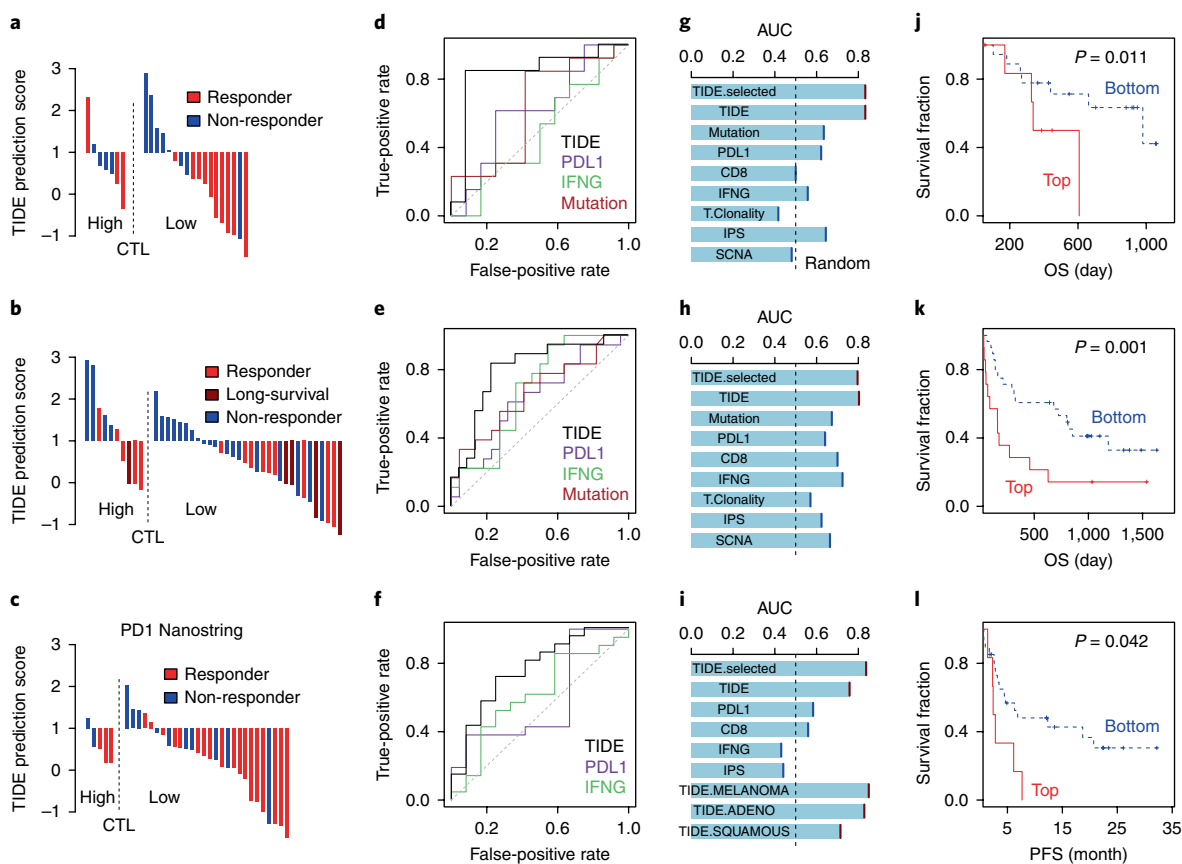 a
3
2
1
0
−1
TIDE prediction score
Responder
Non-responder
High
Low
CTL
d
1.0
0.8
0.4
0.0
True-positive rate
TIDE
PDL1
IFNG
Mutation
0.2
0.6
1.0
False-positive rate
g
AUC
0.0 0.2 0.4 0.6 0.8
TIDE.selected
TIDE
Mutation
PDL1
CD8
IFNG
T.Clonality
IPS
SCNA
Random
j
P = 0.011
Bottom
Top
0.8
0.4
0.0
Survival fraction
200 600 1,000
OS (day)
b
3
2
1
0
−1
TIDE prediction score
Responder
Long-survival
Non-responder
High
Low
CTL
e
1.0
0.8
0.4
0.0
True-positive rate
TIDE
PDL1
IFNG
Mutation
0.2 0.6 1.0
False-positive rate
h
AUC
0.0 0.2 0.4 0.6 0.8
TIDE.selected
TIDE
Mutation
PDL1
CD8
IFNG
T.Clonality
IPS
SCNA
k
P = 0.001
Bottom
Top
0.8
0.4
0.0
Survival fraction
500 1,000 1,500
OS (day)
c
PD1 Nanostring
3
2
1
0
−1
TIDE prediction score
Responder
Non-responder
High
Low
CTL
f
1.0
0.8
0.4
0.0
True-positive rate
TIDE
PDL1
IFNG
0.2 0.6 1.0
False-positive rate
i
AUC
0.0 0.2 0.4 0.6 0.8
TIDE.selected
TIDE
PDL1
CD8
IFNG
IPS
TIDE.MELANOMA
TIDE.ADENO
TIDE.SQUAMOUS
l
P = 0.042
Bottom
Top
0.8
0.4
0.0
Survival fraction
5 15 25 35
PFS (month)